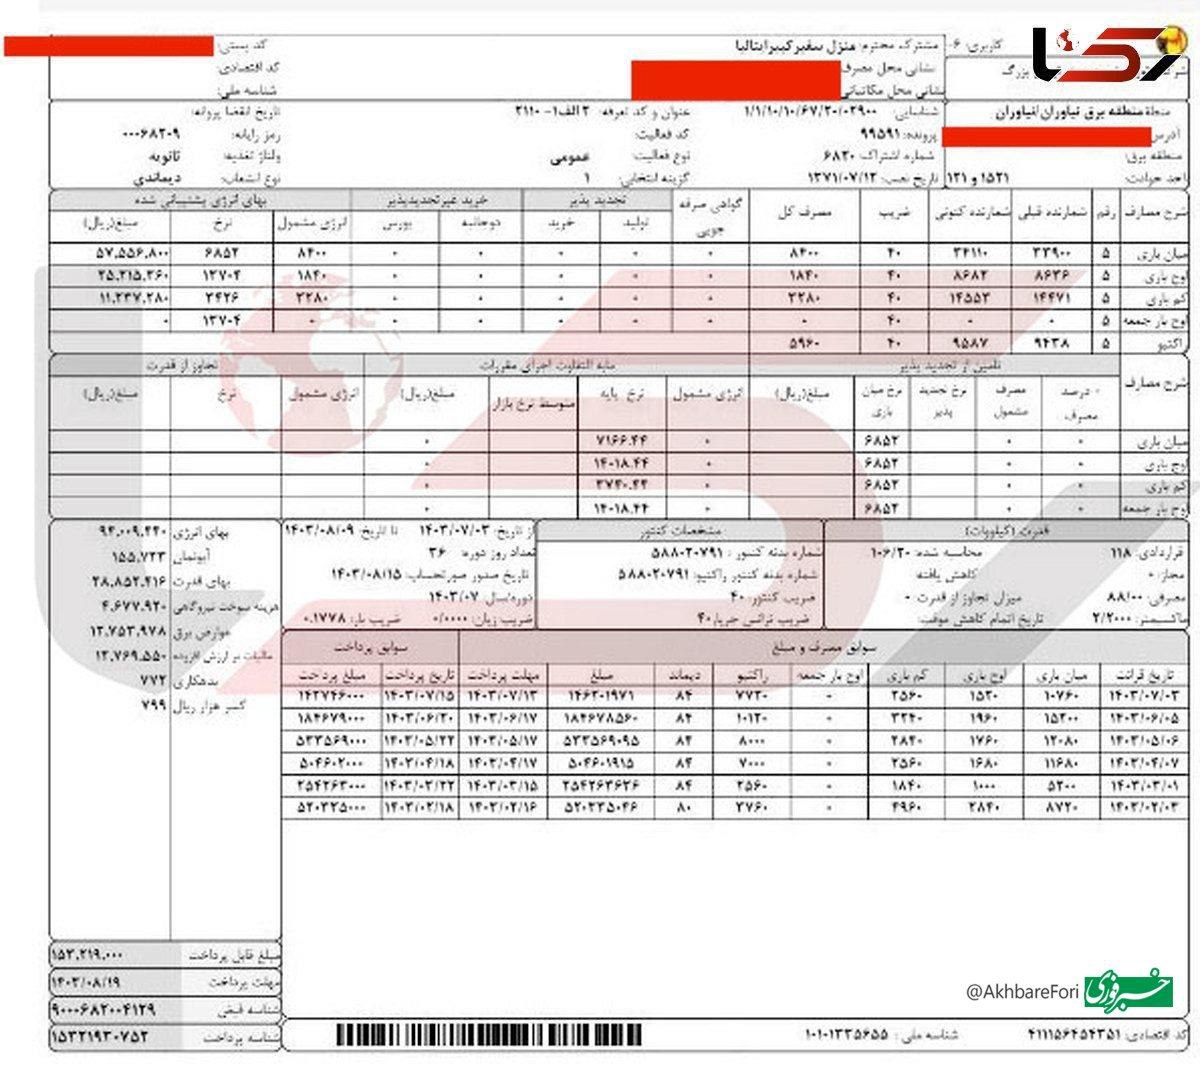 رکنا
کاربری: ۶- مشترک محترم: منزل سفیر کبیر ایتالیا کد پستی:
نشانی محل مصرف کد اقتصادی:
نشانی محل مکاتباتی شناسه ملی:
بزرگ
منطقه منطقه برق نیاوران/نیاوران شناسایی: ۱/۱/۱۰/۱۰/۶۷/۳۰/۰۲۹۰۰ عنوان و کد تعرفه: ۲ الف۱- ۲۱۱۰ تاریخ انقضا پروانه:
آدرس پرونده: ۹۹۵۹۱ کد فعالیت: رمز رایانه: ۰۰۰۶۸۲۰۹
منطقه برق: شماره اشتراک: ۶۸۲۰ نوع فعالیت: عمومی ولتاژ تغذیه: ثانویه
واحد حوادث: ۱۵۲۱ و ۱۲۱ تاریخ نصب: ۱۳۷۱/۰۷/۱۲ گزینه انتخابی: ۱ نوع انشعاب: دیماندی
شرح مصارف رقم شمارنده قبلی شمارنده کنونی ضریب مصرف کل گواهی صرفه جویی تجدید پذیر خرید غیرتجدیدپذیر بهای انرژی پشتیبانی شده
تولید خرید دوجانبه بورس انرژی مشمول نرخ مبلغ(ریال)
میان باری ۵ ۳۳۹۰۰ ۳۴۱۱۰ ۴۰ ۸۴۰۰ ۰ ۰ ۰ ۰ ۰ ۸۴۰۰ ۶۸۵۲ ۵۷,۵۵۶,۸۰۰
اوج باری ۵ ۸۶۳۶ ۸۶۸۲ ۴۰ ۱۸۴۰ ۰ ۰ ۰ ۰ ۰ ۱۸۴۰ ۱۳۷۰۴ ۲۵,۲۱۵,۳۶۰
کم باری ۵ ۱۴۴۷۱ ۱۴۵۵۳ ۴۰ ۳۲۸۰ ۰ ۰ ۰ ۰ ۰ ۳۲۸۰ ۳۴۲۶ ۱۱,۲۳۷,۲۸۰
اوج بار جمعه ۵ ۰ ۰ ۴۰ ۰ ۰ ۰ ۰ ۰ ۰ ۰ ۱۳۷۰۴ ۰
راکتیو ۵ ۹۴۳۸ ۹۵۸۷ ۴۰ ۵۹۶۰
شرح مصارف تامین از تجدید پذیر مابه التفاوت اجرای مقررات تجاوز از قدرت
۰ درصد مصرف مصرف مشمول نرخ تجدید پذیر نرخ میان باری مبلغ(ریال) انرژی مشمول نرخ پایه متوسط نرخ بازار مبلغ(ریال) انرژی مشمول نرخ مبلغ(ریال)
میان باری ۰ ۰ ۶۸۵۲ ۰ ۷۱۶۶.۴۴ ۰
اوج باری ۰ ۰ ۶۸۵۲ ۰ ۱۴۰۱۸.۴۴ ۰
کم باری ۰ ۰ ۶۸۵۲ ۰ ۳۷۴۰.۴۴ ۰
اوج بار جمعه ۰ ۰ ۶۸۵۲ ۰ ۱۴۰۱۸.۴۴ ۰
قدرت (کیلووات) مشخصات کنتور از تاریخ: ۱۴۰۳/۰۷/۰۳ تا تاریخ: ۱۴۰۳/۰۸/۰۹
قراردادی: ۱۱۸ محاسبه شده: ۱۰۶/۲۰ شماره بدنه کنتور: ۵۸۸۰۲۰۷۹۱ تعداد روز دوره: ۳۶
مجاز: ۰ کاهش یافته: شماره بدنه کنتور راکتیو: ۵۸۸۰۲۰۷۹۱ تاریخ صدور صورتحساب: ۱۴۰۳/۰۸/۱۵
مصرفی: ۸۸/۰۰ میزان تجاوز از قدرت: ۰ ضریب کنتور: ۴۰ دوره/سال: ۱۴۰۳/۰۷
ماکسیمتر: ۲/۲۰۰۰ تاریخ اتمام کاهش موقت: ضریب ترانس جریان: ۴۰ ضریب زیان: ۰/۰۰۰۰ ضریب بار: ۰.۱۷۷۸
بهای انرژی ۹۴,۰۰۹,۴۴۰
آبونمان ۱۵۵,۷۲۳
بهای قدرت ۲۸,۸۵۲,۴۱۶
هزینه سوخت نیروگاهی ۴,۶۷۷,۹۲۰
عوارض برق ۱۲,۷۵۳,۹۷۸
مالیات بر ارزش افزوده ۱۲,۷۶۹,۵۵۰
بدهکاری ۷۷۲
کسر هزار ریال ۷۹۹
سوابق مصرف و مبلغ سوابق پرداخت
تاریخ قرائت میان باری اوج باری کم باری اوج بار جمعه راکتیو دیماند مبلغ مهلت پرداخت تاریخ پرداخت مبلغ پرداخت
۱۴۰۳/۰۷/۰۳ ۱۰۷۶۰ ۱۵۲۰ ۲۵۶۰ ۰ ۷۷۲۰ ۸۴ ۱۴۶۲۰۱۹۷۱ ۱۴۰۳/۰۷/۱۳ ۱۴۰۳/۰۷/۱۵
۱۴۰۳/۰۶/۰۵ ۱۵۲۰۰ ۱۹۶۰ ۳۲۴۰ ۰ ۱۰۱۲۰ ۸۴ ۱۸۴۶۷۸۵۶۰ ۱۴۰۳/۰۶/۱۷ ۱۴۰۳/۰۶/۲۰ ۱۸۴۶۷۹۰۰۰
۱۴۰۳/۰۵/۰۶ ۱۲۰۸۰ ۱۷۶۰ ۲۸۴۰ ۰ ۸۰۰۰ ۸۴ ۵۳۳۵۶۹۰۹۵ ۱۴۰۳/۰۵/۱۷ ۱۴۰۳/۰۵/۲۲ ۵۳۳۵۶۹۰۰۰
۱۴۰۳/۰۴/۰۷ ۱۱۶۸۰ ۱۶۸۰ ۲۵۶۰ ۰ ۷۰۰۰ ۸۴ ۵۰۴۶۰۱۹۱۵ ۱۴۰۳/۰۴/۱۷ ۱۴۰۳/۰۴/۱۸ ۵۰۴۶۰۲۰۰۰
۱۴۰۳/۰۳/۰۱ ۵۲۰۰ ۱۰۰۰ ۱۸۴۰ ۰ ۲۵۶۰ ۸۴ ۲۵۴۲۶۳۶۲۶ ۱۴۰۳/۰۳/۱۵ ۱۴۰۳/۰۳/۲۲ ۲۵۴۲۶۳۰۰۰
۱۴۰۳/۰۲/۰۳ ۸۷۲۰ ۲۸۴۰ ۴۹۶۰ ۰ ۳۷۶۰ ۸۰ ۵۲۰۲۳۵۰۴۶ ۱۴۰۳/۰۲/۱۶ ۱۴۰۳/۰۲/۱۸
مبلغ قابل پرداخت ۱۵۳,۲۱۹,۰۰۰
مهلت پرداخت ۱۴۰۳/۰۸/۱۹
شناسه قبض ۹۰۰۰۶۸۲۰۰۴۱۲۹
شناسه پرداخت ۱۵۳۲۱۹۳۰۷۵۲
خبرفوری @AkhbareFori
کد اقتصادی: ۴۱۱۱۵۶۴۵۴۳۵۱ شناسه ملی: ۱۰۱۰۱۳۳۵۶۵۵